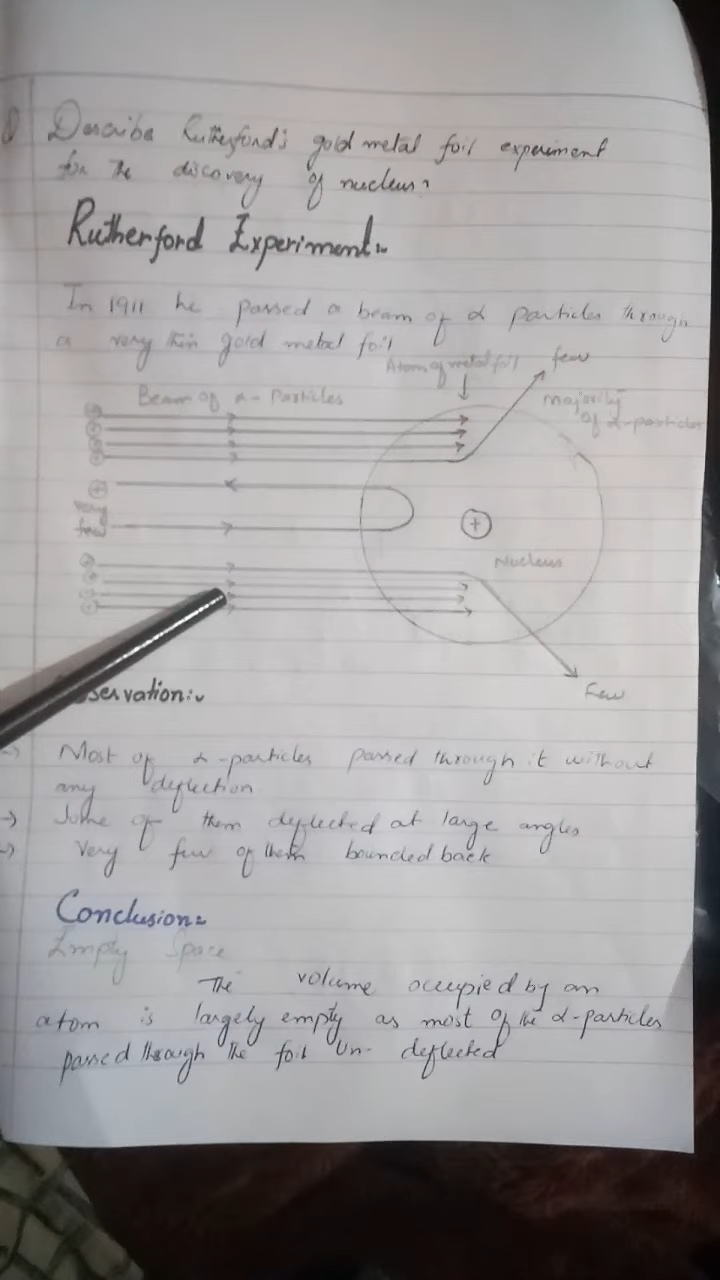 Describe Rutherford's gold metal foil experiment
for the discovery of nucleus?
Rutherford Experiment:-
In 1911 he passed a beam of α particles through
a very thin gold metal foil
Atom of metal foil
few
Beam of α-Particles
majority
of α-particles
+
very
few
+
Nucleus
Few
servation:-
→ Most of α-particles passed through it without
any deflection
→ Some of them deflected at large angles
→ Very few of them bounded back
Conclusion:-
Empty Space
The volume occupied by an
atom is largely empty as most of the α-particles
passed through the foil un-deflected